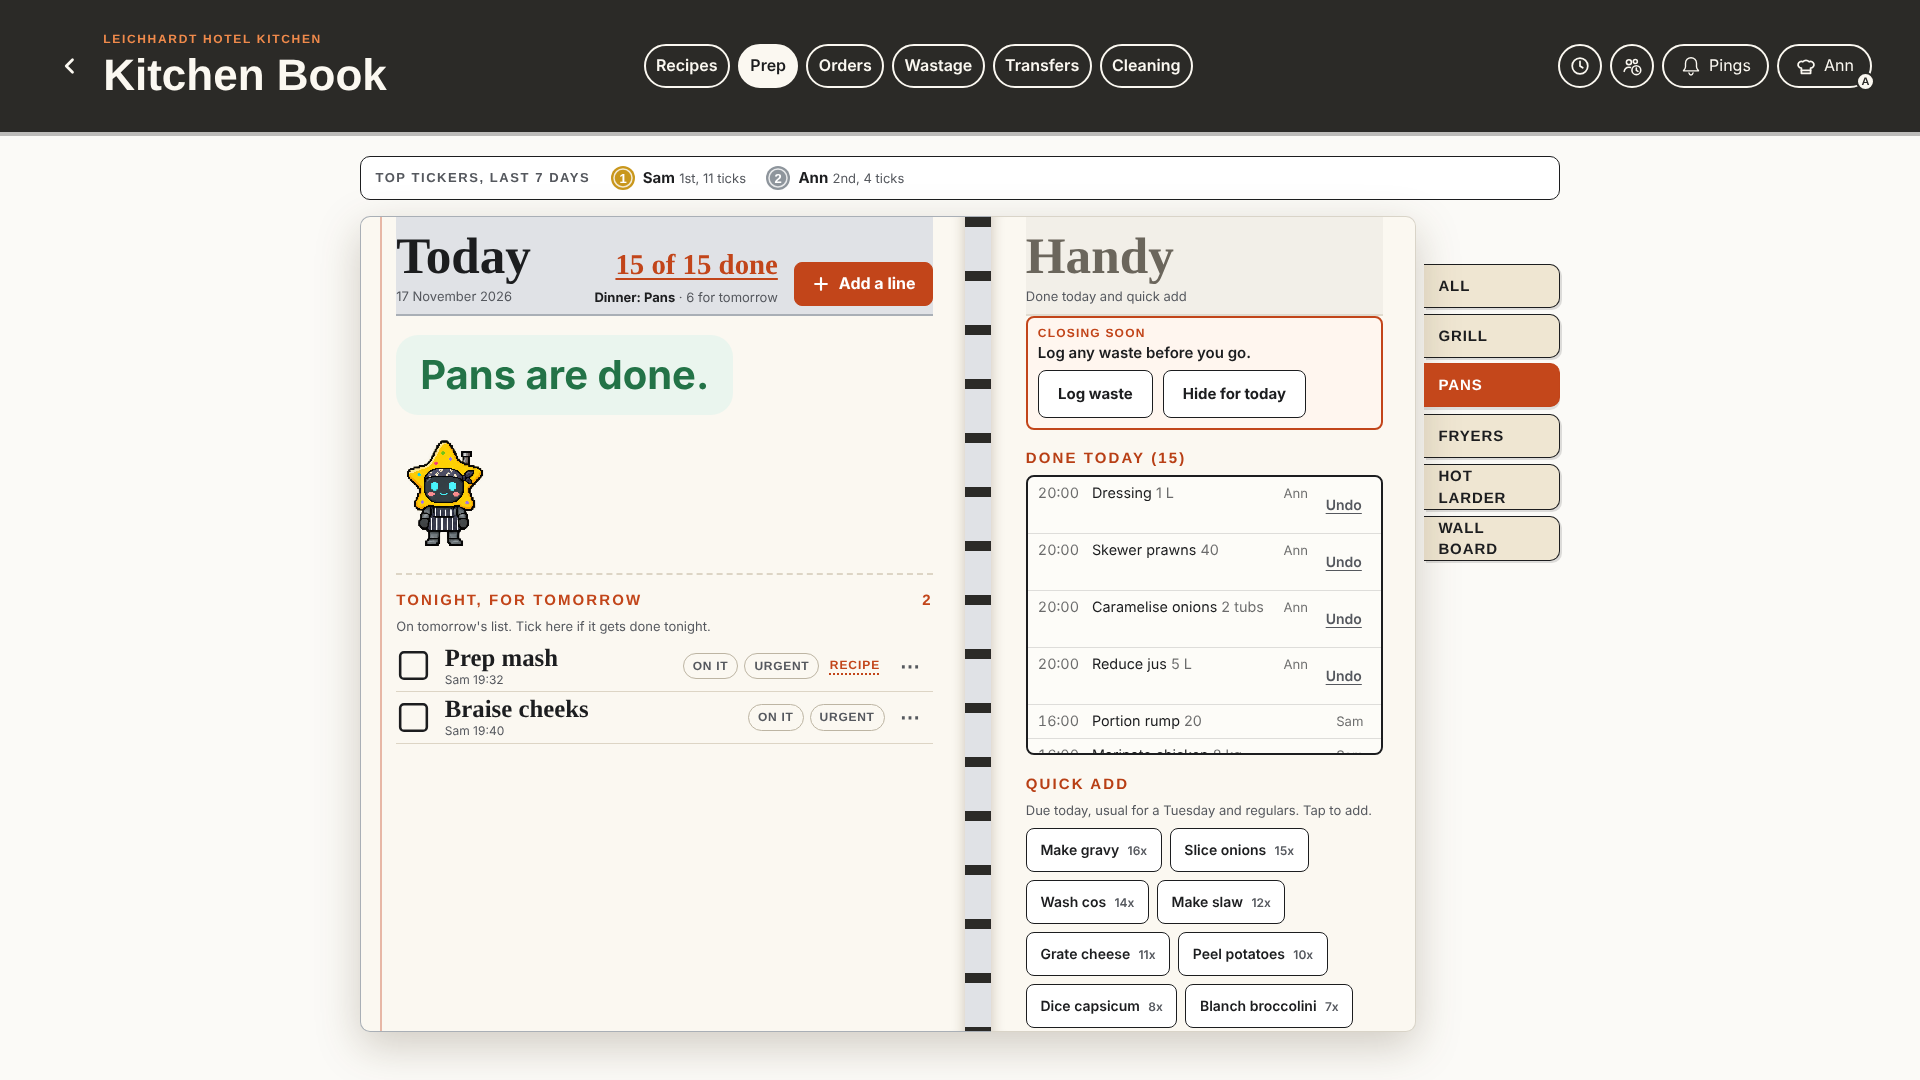 LEICHHARDT HOTEL KITCHEN
Kitchen Book
Recipes
Prep
Orders
Wastage
Transfers
Cleaning
Pings
Ann
A
TOP TICKERS, LAST 7 DAYS
1 Sam 1st, 11 ticks
2 Ann 2nd, 4 ticks
Today
17 November 2026
15 of 15 done
Dinner: Pans · 6 for tomorrow
+ Add a line
Pans are done.
TONIGHT, FOR TOMORROW 2
On tomorrow's list. Tick here if it gets done tonight.
Prep mash
Sam 19:32
ON IT URGENT RECIPE ...
Braise cheeks
Sam 19:40
ON IT URGENT ...
Handy
Done today and quick add
CLOSING SOON
Log any waste before you go.
Log waste
Hide for today
DONE TODAY (15)
20:00 Dressing 1 L Ann Undo
20:00 Skewer prawns 40 Ann Undo
20:00 Caramelise onions 2 tubs Ann Undo
20:00 Reduce jus 5 L Ann Undo
16:00 Portion rump 20 Sam
QUICK ADD
Due today, usual for a Tuesday and regulars. Tap to add.
Make gravy 16x
Slice onions 15x
Wash cos 14x
Make slaw 12x
Grate cheese 11x
Peel potatoes 10x
Dice capsicum 8x
Blanch broccolini 7x
ALL
GRILL
PANS
FRYERS
HOT
LARDER
WALL
BOARD